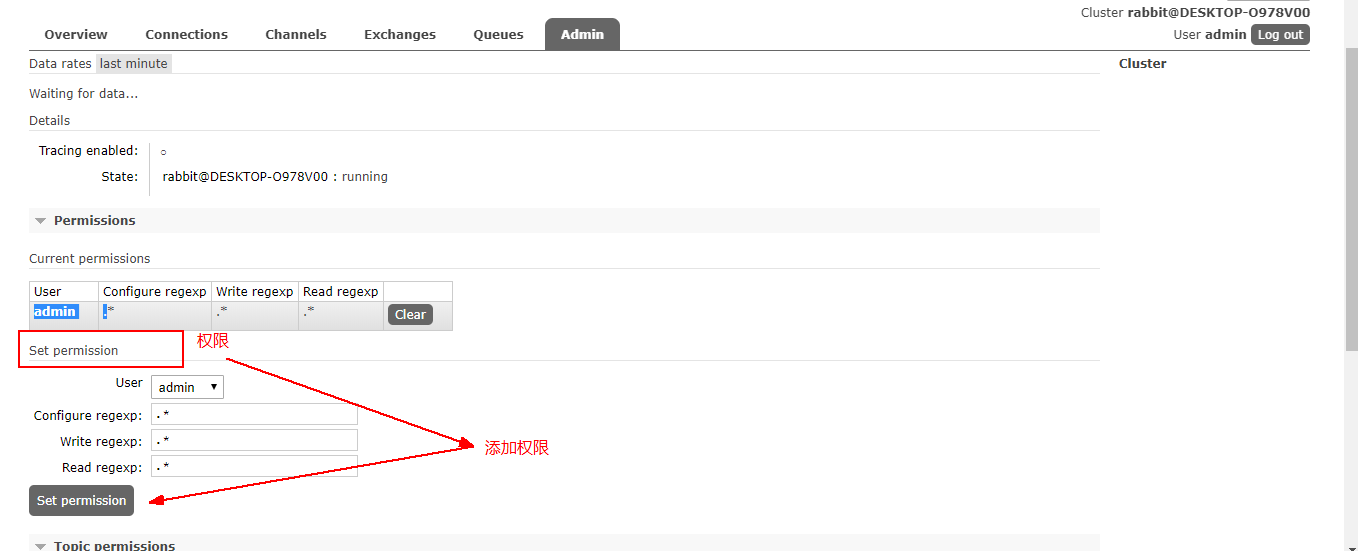 Cluster rabbit@DESKTOP-O978V00
Overview Connections Channels Exchanges Queues Admin User admin Log out
Data rates last minute Cluster
Waiting for data...
Details
Tracing enabled: ○
State: rabbit@DESKTOP-O978V00 : running
Permissions
Current permissions
User Configure regexp Write regexp Read regexp
admin .* .* .* Clear
Set permission 权限
User admin
Configure regexp: .*
Write regexp: .*
添加权限
Read regexp: .*
Set permission
Topic permissions